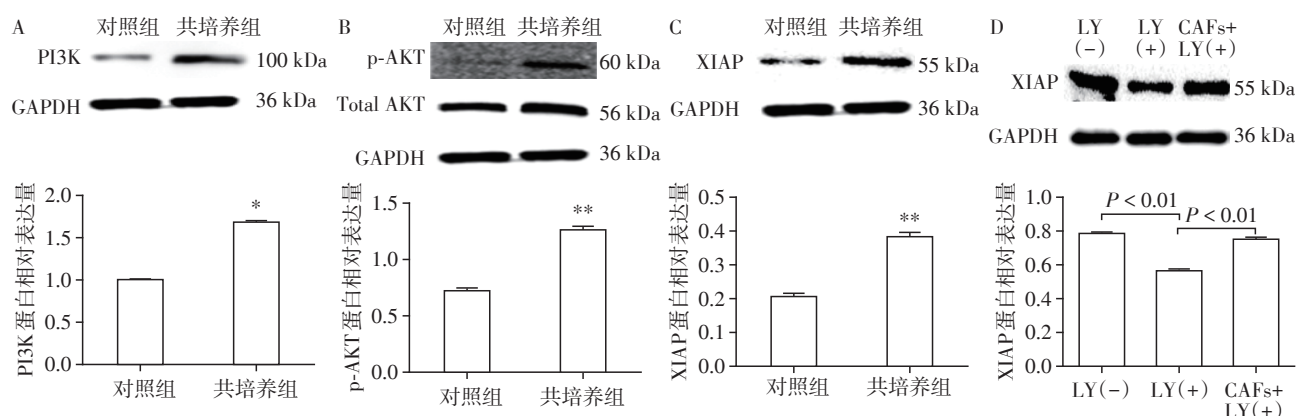 A
对照组 共培养组
PI3K
100 kDa
GAPDH
36 kDa
PI3K蛋白相对表达量
2.0
1.5
1.0
0.5
0.0
*
对照组 共培养组
B
对照组 共培养组
p-AKT
60 kDa
Total AKT
56 kDa
GAPDH
36 kDa
p-AKT蛋白相对表达量
1.5
1.0
0.5
0.0
**
对照组 共培养组
C
对照组 共培养组
XIAP
55 kDa
GAPDH
36 kDa
XIAP蛋白相对表达量
0.5
0.4
0.3
0.2
0.1
0.0
**
对照组 共培养组
D
LY LY CAFs+
(-) (+) LY(+)
XIAP
55 kDa
GAPDH
36 kDa
XIAP蛋白相对表达量
1.0
0.8
0.6
0.4
0.2
0.0
P < 0.01
P < 0.01
LY(-) LY(+) CAFs+
LY(+)